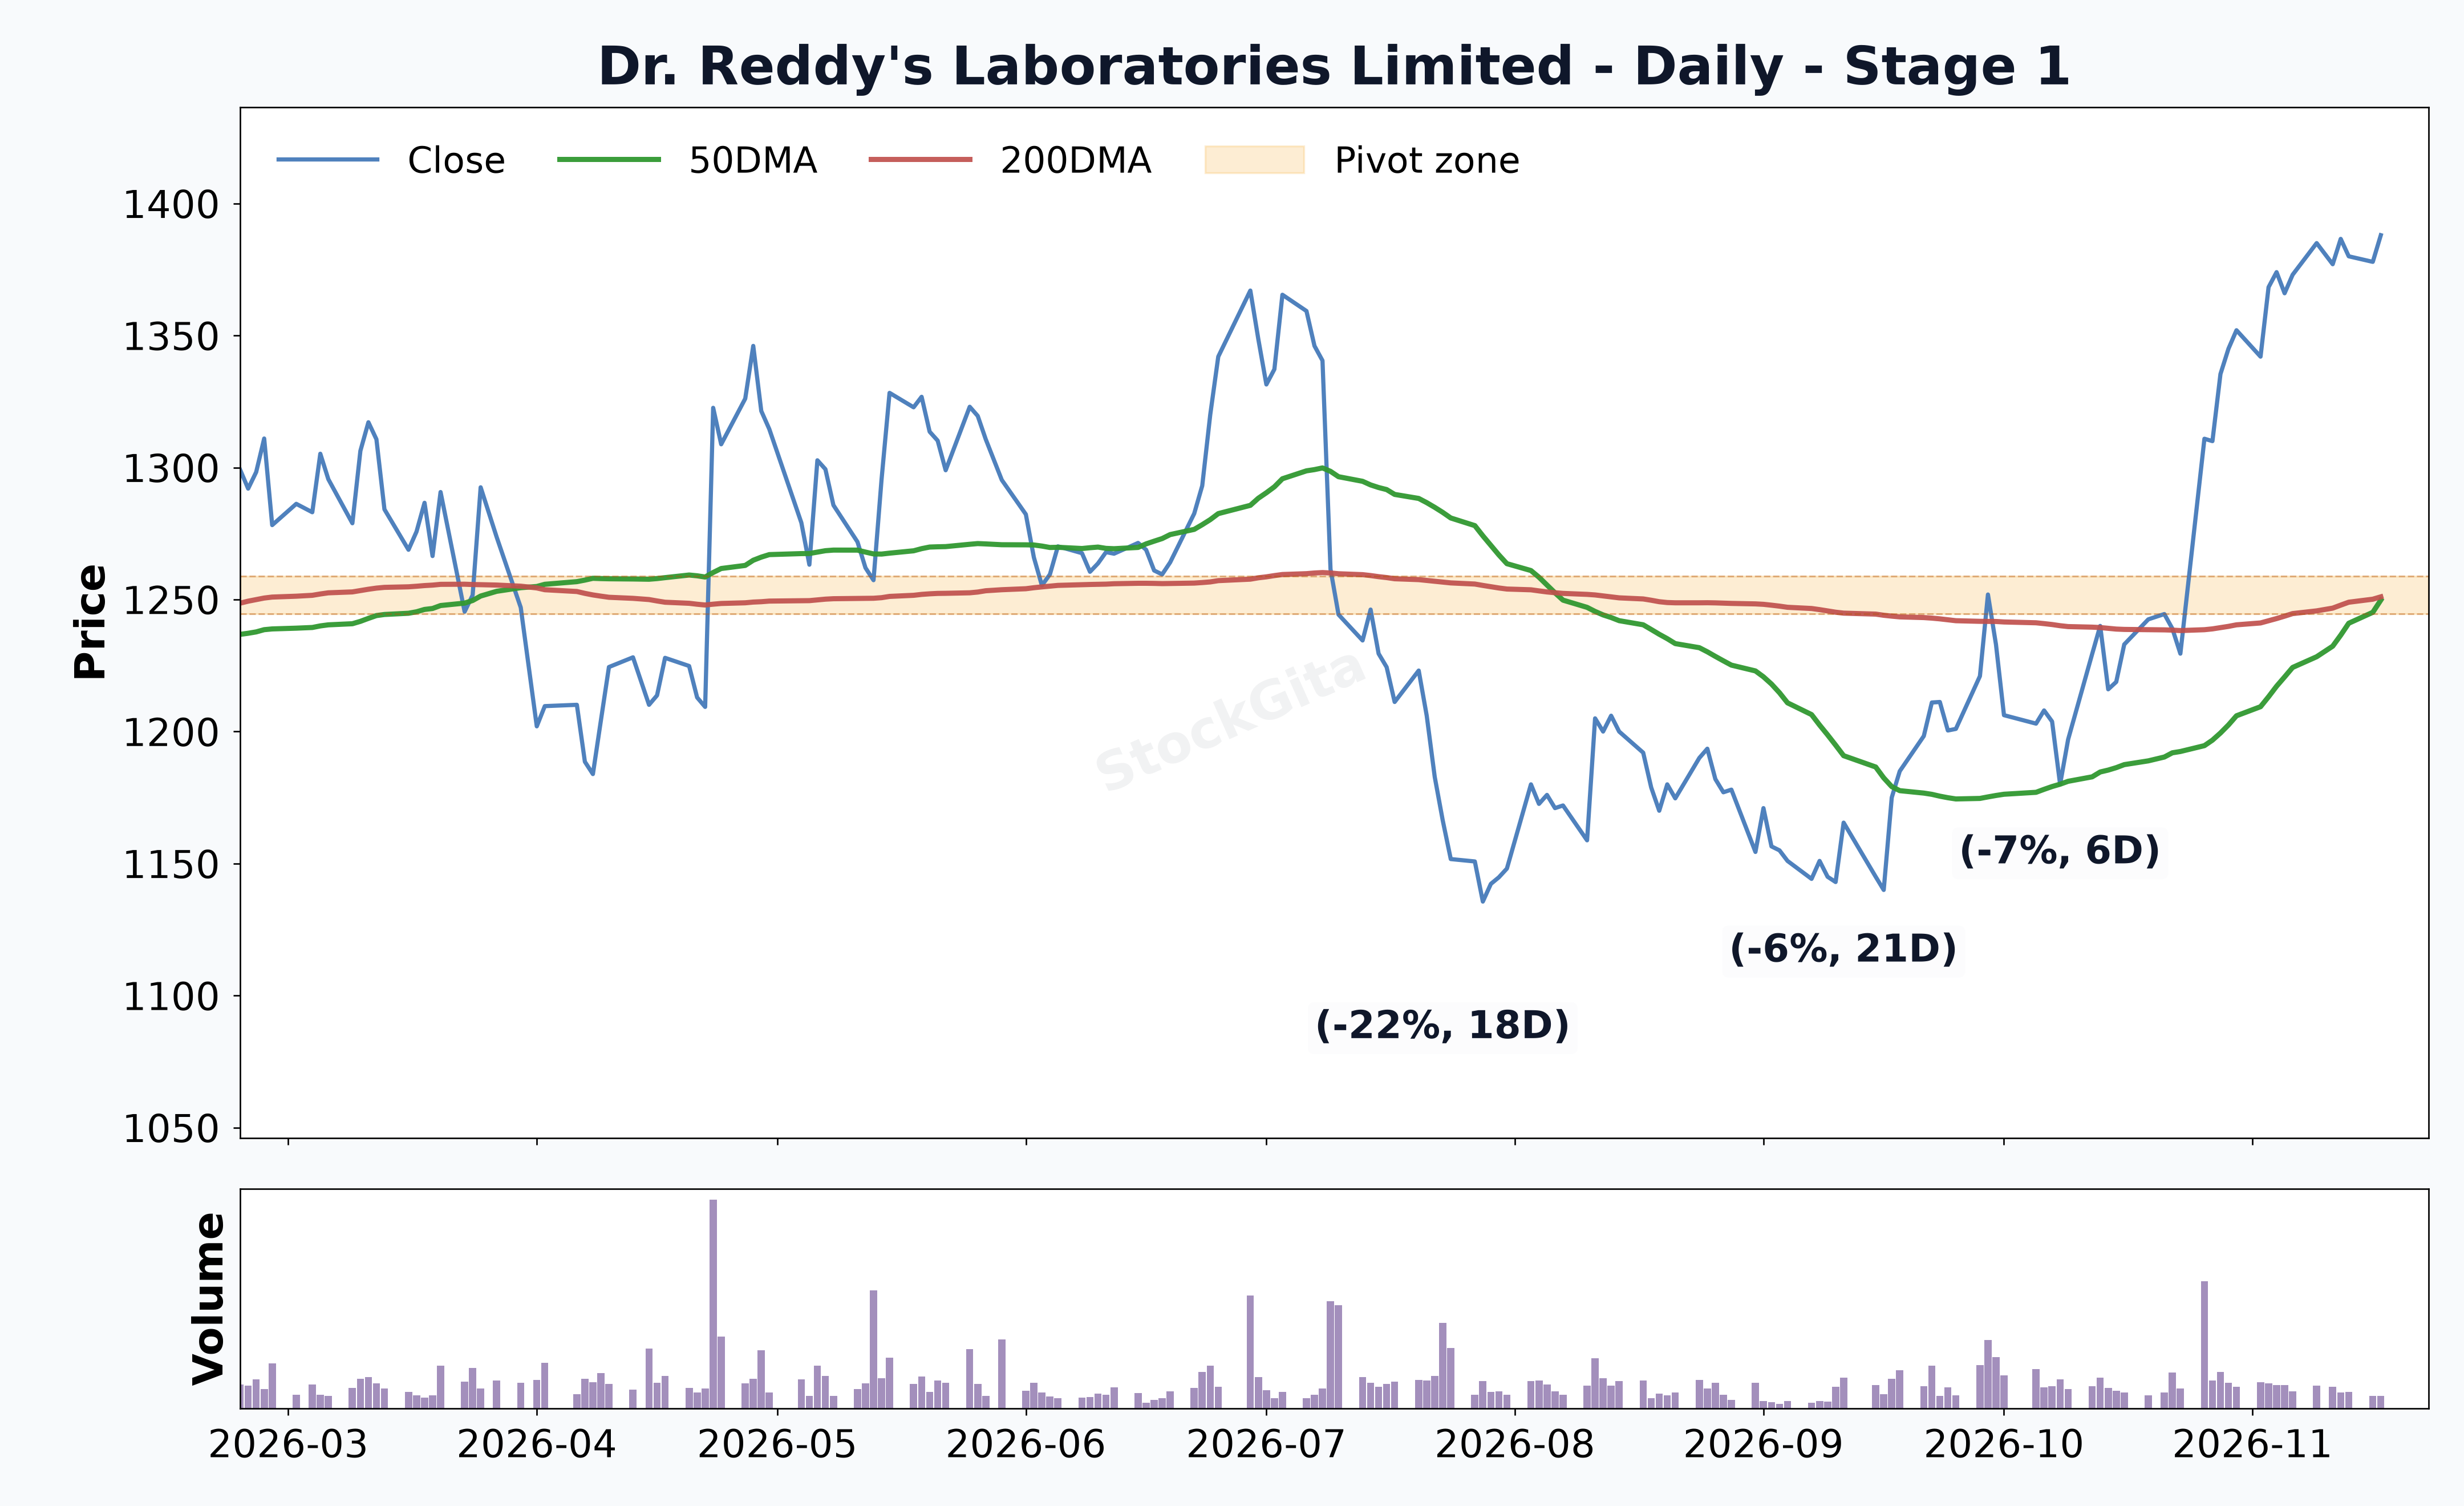 Dr. Reddy's Laboratories Limited - Daily - Stage 1
Close 50DMA 200DMA Pivot zone
Price
1400
1350
1300
1250
1200
1150
1100
1050
StockGita
(-7%, 6D)
(-6%, 21D)
(-22%, 18D)
Volume
2026-03 2026-04 2026-05 2026-06 2026-07 2026-08 2026-09 2026-10 2026-11